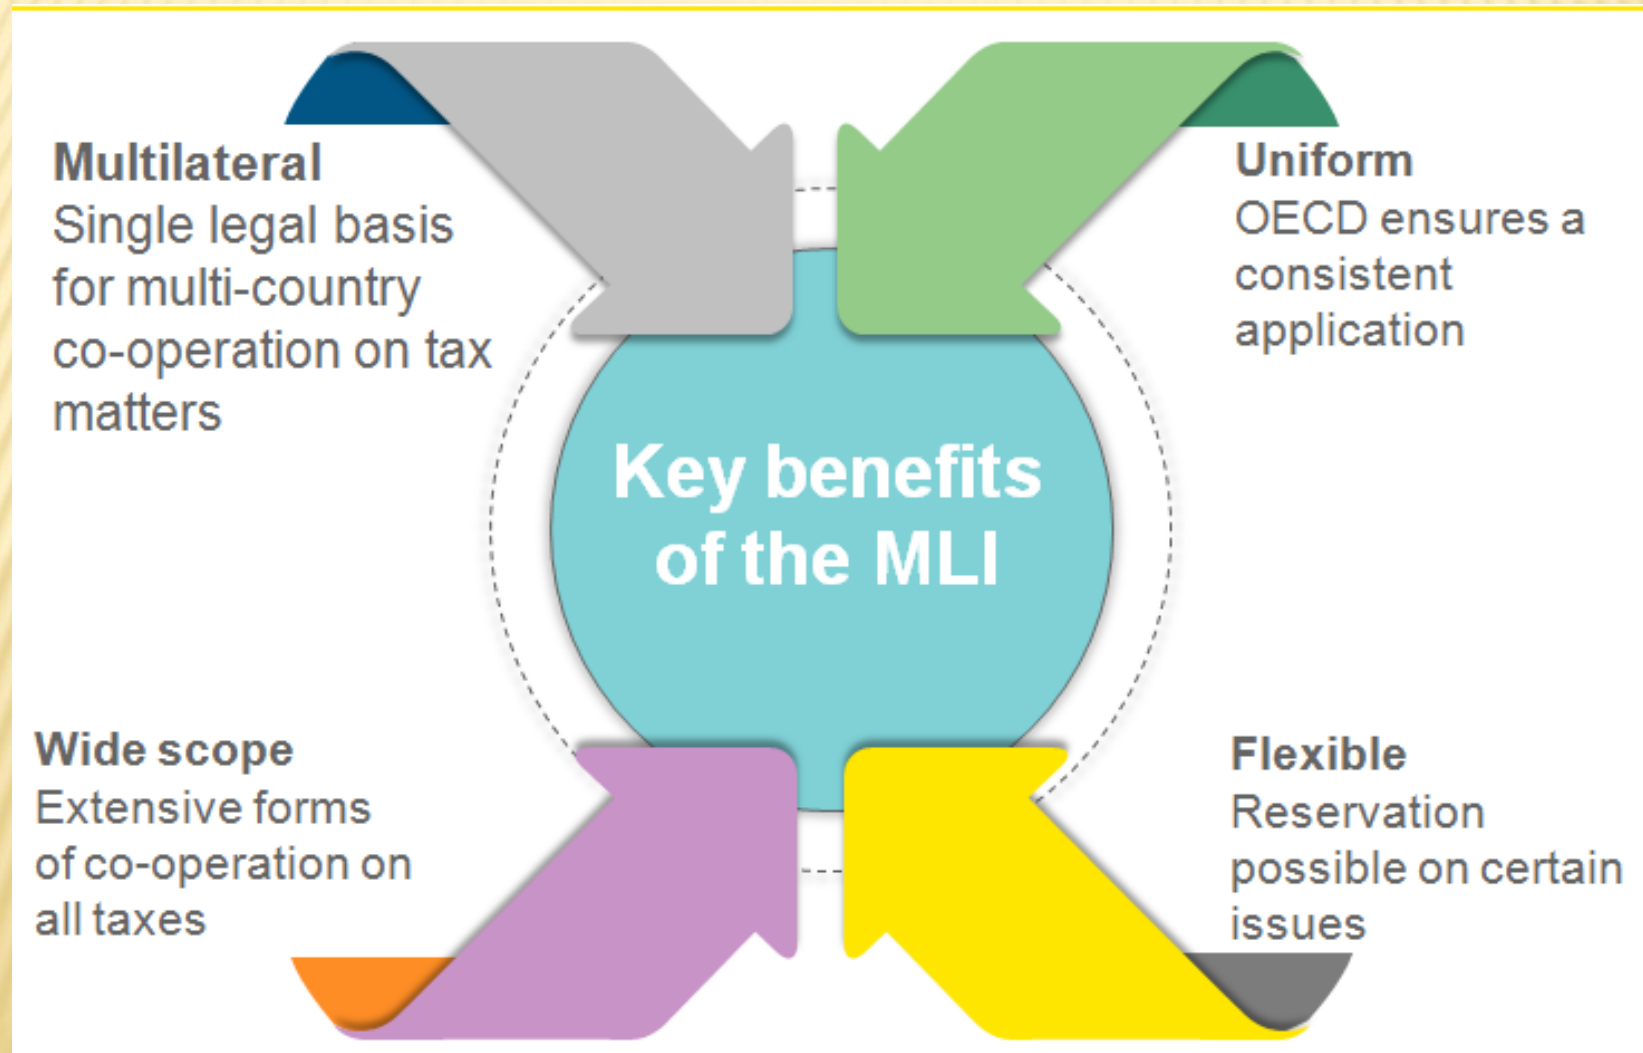 Multilateral
Single legal basis
for multi-country
co-operation on tax
matters
Uniform
OECD ensures a
consistent
application
Key benefits
of the MLI
Wide scope
Extensive forms
of co-operation on
all taxes
Flexible
Reservation
possible on certain
issues